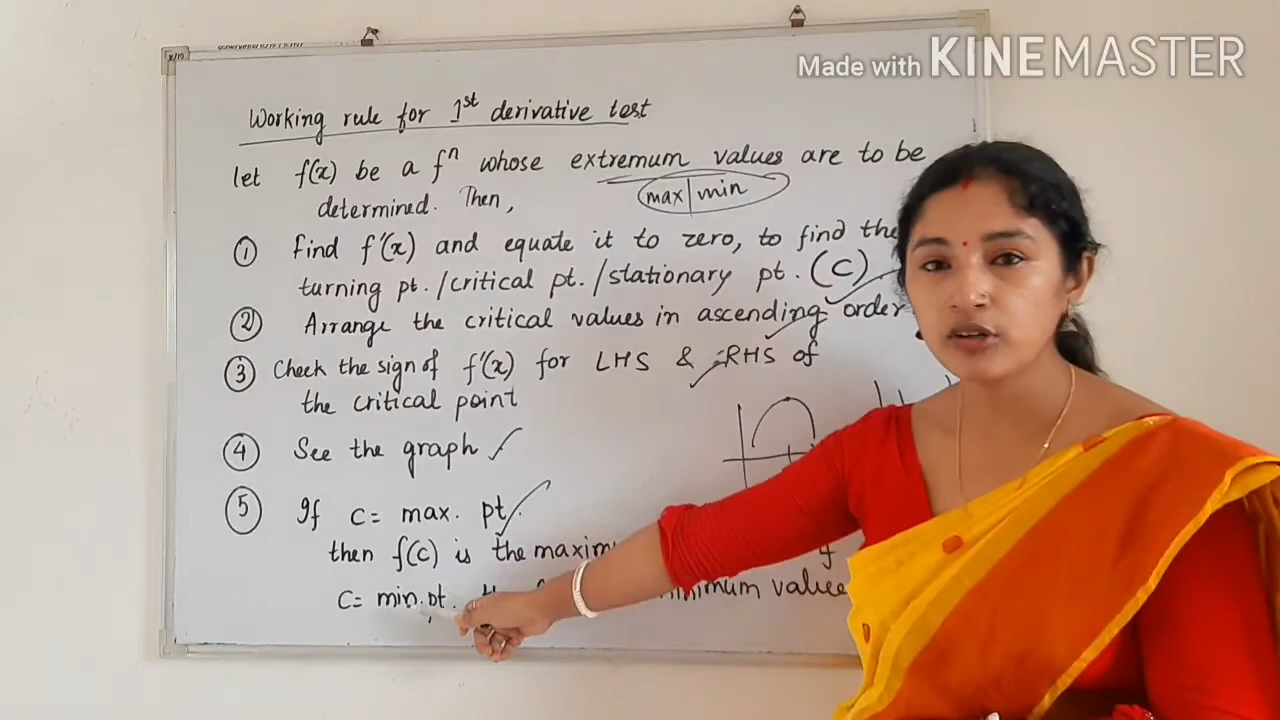 Made with KINEMASTER
Working rule for 1st derivative test
let f(x) be a fⁿ whose extremum values are to be
determined. Then,
max|min
① Find f'(x) and equate it to zero, to find the
turning pt./critical pt./stationary pt. (C)
② Arrange the critical values in ascending order
③ Check the sign of f'(x) for LHS & RHS of
the critical point
④ See the graph ✓
⑤ If c = max. pt.
then f(c) is the
c = min. pt. value